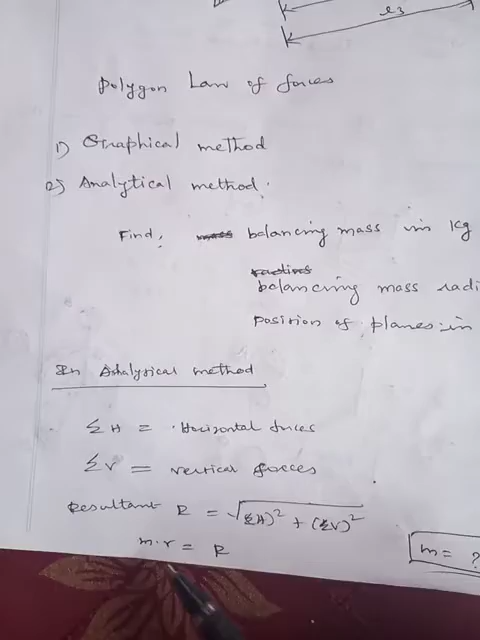 l3
Polygon Law of forces
1) Graphical method
2) Analytical method:
Find: mass balancing mass in Kg
radius
balancing mass radi
Position of planes: in
In Analytical method
ΣH = Horizontal forces
ΣV = vertical forces
Resultant R = √(ΣH)² + (ΣV)²
m.r = R
m = ?